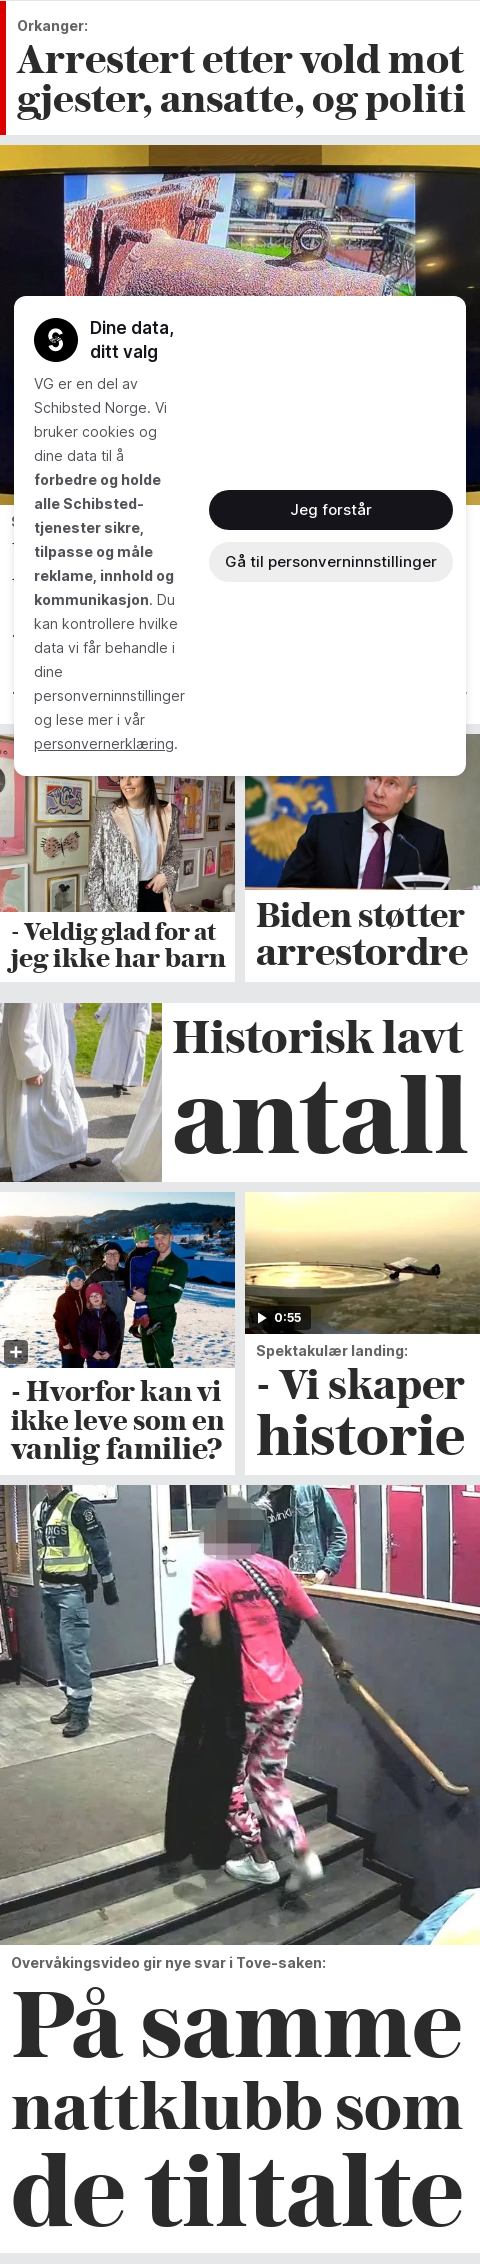 Orkanger:
Arrestert etter vold mot
gjester, ansatte, og politi
Dine data,
ditt valg
VG er en del av
Schibsted Norge. Vi
bruker cookies og
dine data til å
forbedre og holde
alle Schibsted-
tjenester sikre,
tilpasse og måle
reklame, innhold og
kommunikasjon. Du
kan kontrollere hvilke
data vi får behandle i
dine
personverninnstillinger
og lese mer i vår
personvernerklæring.
Jeg forstår
Gå til personverninnstillinger
- Veldig glad for at
jeg ikke har barn
Biden støtter
arrestordre
Historisk lavt
antall
- Hvorfor kan vi
ikke leve som en
vanlig familie?
0:55
Spektakulær landing:
- Vi skaper
historie
Overvåkingsvideo gir nye svar i Tove-saken:
På samme
nattklubb som
de tiltalte